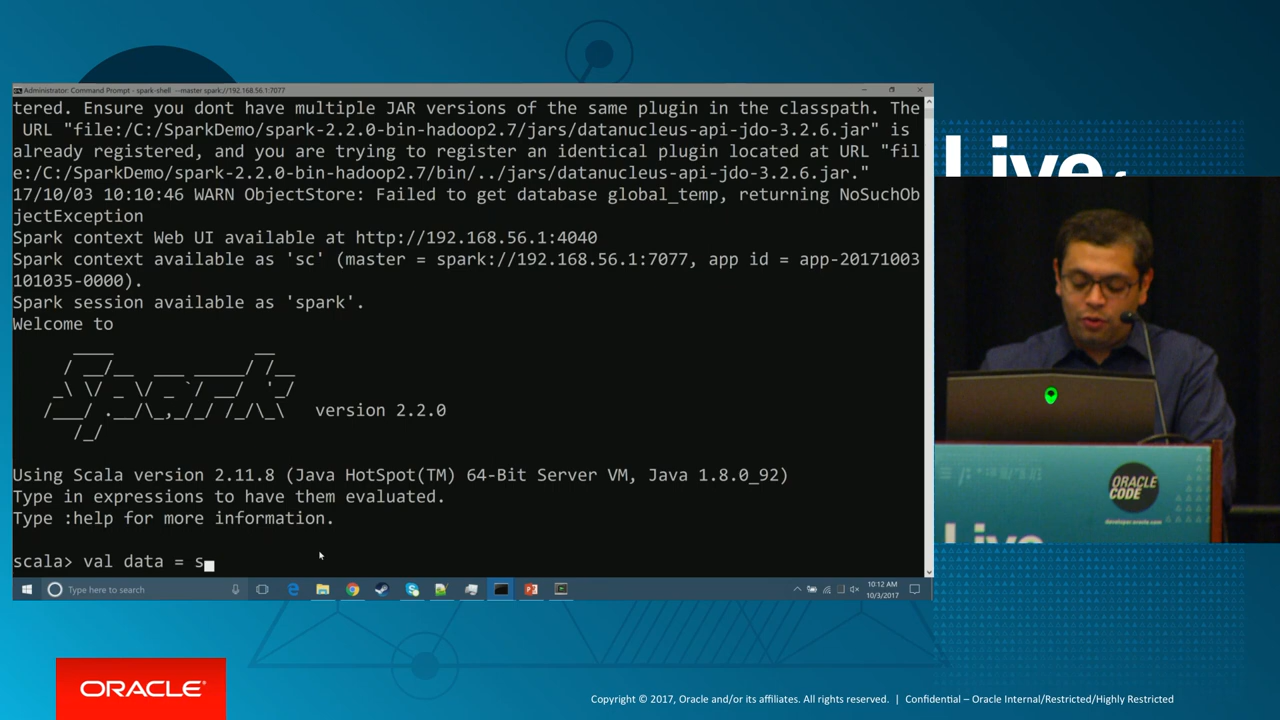 Administrator: Command Prompt - spark-shell --master spark://192.168.56.1:7077
tered. Ensure you dont have multiple JAR versions of the same plugin in the classpath. The
URL "file:/C:/SparkDemo/spark-2.2.0-bin-hadoop2.7/jars/datanucleus-api-jdo-3.2.6.jar" is
already registered, and you are trying to register an identical plugin located at URL "fil
e:/C:/SparkDemo/spark-2.2.0-bin-hadoop2.7/bin/../jars/datanucleus-api-jdo-3.2.6.jar."
17/10/03 10:10:46 WARN ObjectStore: Failed to get database global_temp, returning NoSuchOb
jectException
Spark context Web UI available at http://192.168.56.1:4040
Spark context available as 'sc' (master = spark://192.168.56.1:7077, app id = app-20171003
101035-0000).
Spark session available as 'spark'.
Welcome to
Spark
version 2.2.0
Using Scala version 2.11.8 (Java HotSpot(TM) 64-Bit Server VM, Java 1.8.0_92)
Type in expressions to have them evaluated.
Type :help for more information.
scala> val data = s
Type here to search
10:12 AM
10/3/2017
Live
ORACLE
CODE
developer.oracle.com
Live
ORACLE
Copyright © 2017, Oracle and/or its affiliates. All rights reserved. | Confidential – Oracle Internal/Restricted/Highly Restricted